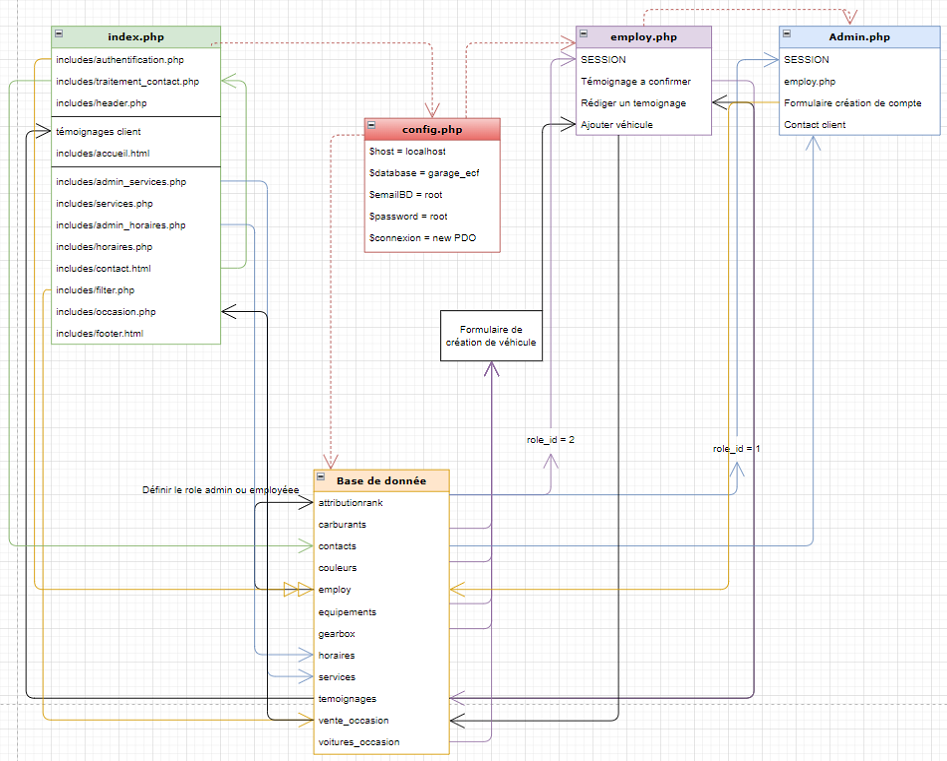 index.php
includes/authentification.php
includes/traitement_contact.php
includes/header.php
témoignages client
includes/accueil.html
includes/admin_services.php
includes/services.php
includes/admin_horaires.php
includes/horaires.php
includes/contact.html
includes/filter.php
includes/occasion.php
includes/footer.html
config.php
$host = localhost
$database = garage_ecf
$emailBD = root
$password = root
$connexion = new PDO
employ.php
SESSION
Témoignage a confirmer
Rédiger un temoignage
Ajouter véhicule
Admin.php
SESSION
employ.php
Formulaire création de compte
Contact client
Formulaire de
création de véhicule
role_id = 2
role_id = 1
Définir le role admin ou employéee
Base de donnée
attributionrank
carburants
contacts
couleurs
employ
equipements
gearbox
horaires
services
temoignages
vente_occasion
voitures_occasion